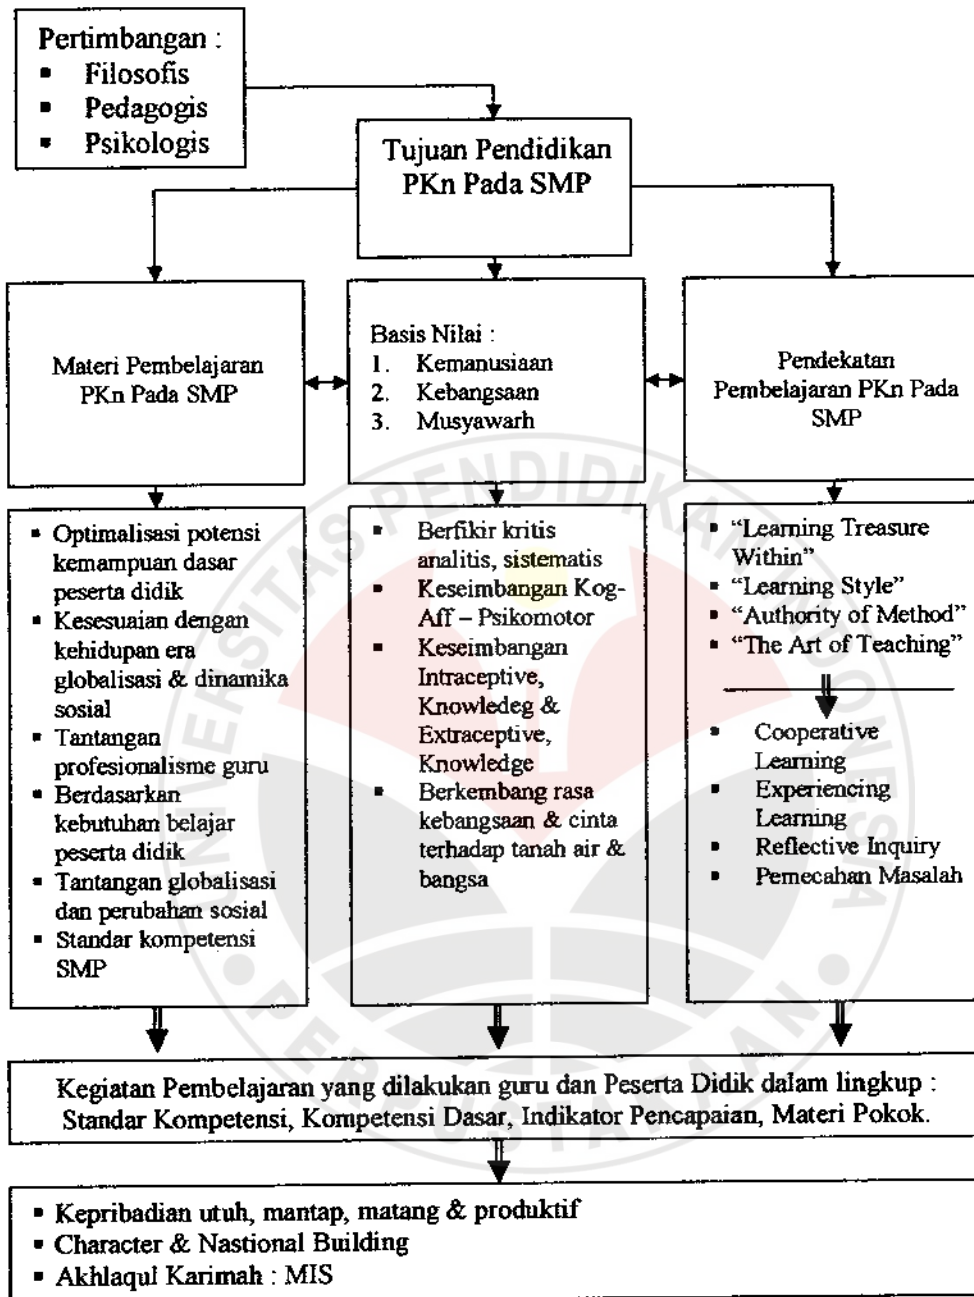 Pertimbangan :
▪ Filosofis
▪ Pedagogis
▪ Psikologis
Tujuan Pendidikan
PKn Pada SMP
Materi Pembelajaran
PKn Pada SMP
Basis Nilai :
1. Kemanusiaan
2. Kebangsaan
3. Musyawarh
Pendekatan
Pembelajaran PKn Pada
SMP
▪ Optimalisasi potensi
kemampuan dasar
peserta didik
▪ Kesesuaian dengan
kehidupan era
globalisasi & dinamika
sosial
▪ Tantangan
profesionalisme guru
▪ Berdasarkan
kebutuhan belajar
peserta didik
▪ Tantangan globalisasi
dan perubahan sosial
▪ Standar kompetensi
SMP
▪ Berfikir kritis
analitis, sistematis
▪ Keseimbangan Kog-
Aff – Psikomotor
▪ Keseimbangan
Intraceptive,
Knowledeg &
Extraceptive,
Knowledge
▪ Berkembang rasa
kebangsaan & cinta
terhadap tanah air &
bangsa
▪ “Learning Treasure
Within”
▪ “Learning Style”
▪ “Authority of Method”
▪ “The Art of Teaching”
▪ Cooperative
Learning
▪ Experiencing
Learning
▪ Reflective Inquiry
▪ Pemecahan Masalah
Kegiatan Pembelajaran yang dilakukan guru dan Peserta Didik dalam lingkup :
Standar Kompetensi, Kompetensi Dasar, Indikator Pencapaian, Materi Pokok.
▪ Kepribadian utuh, mantap, matang & produktif
▪ Character & Nastional Building
▪ Akhlaqul Karimah : MIS
UNIVERSITAS PENDIDIKAN INDONESIA
PERPUSTAKAAN